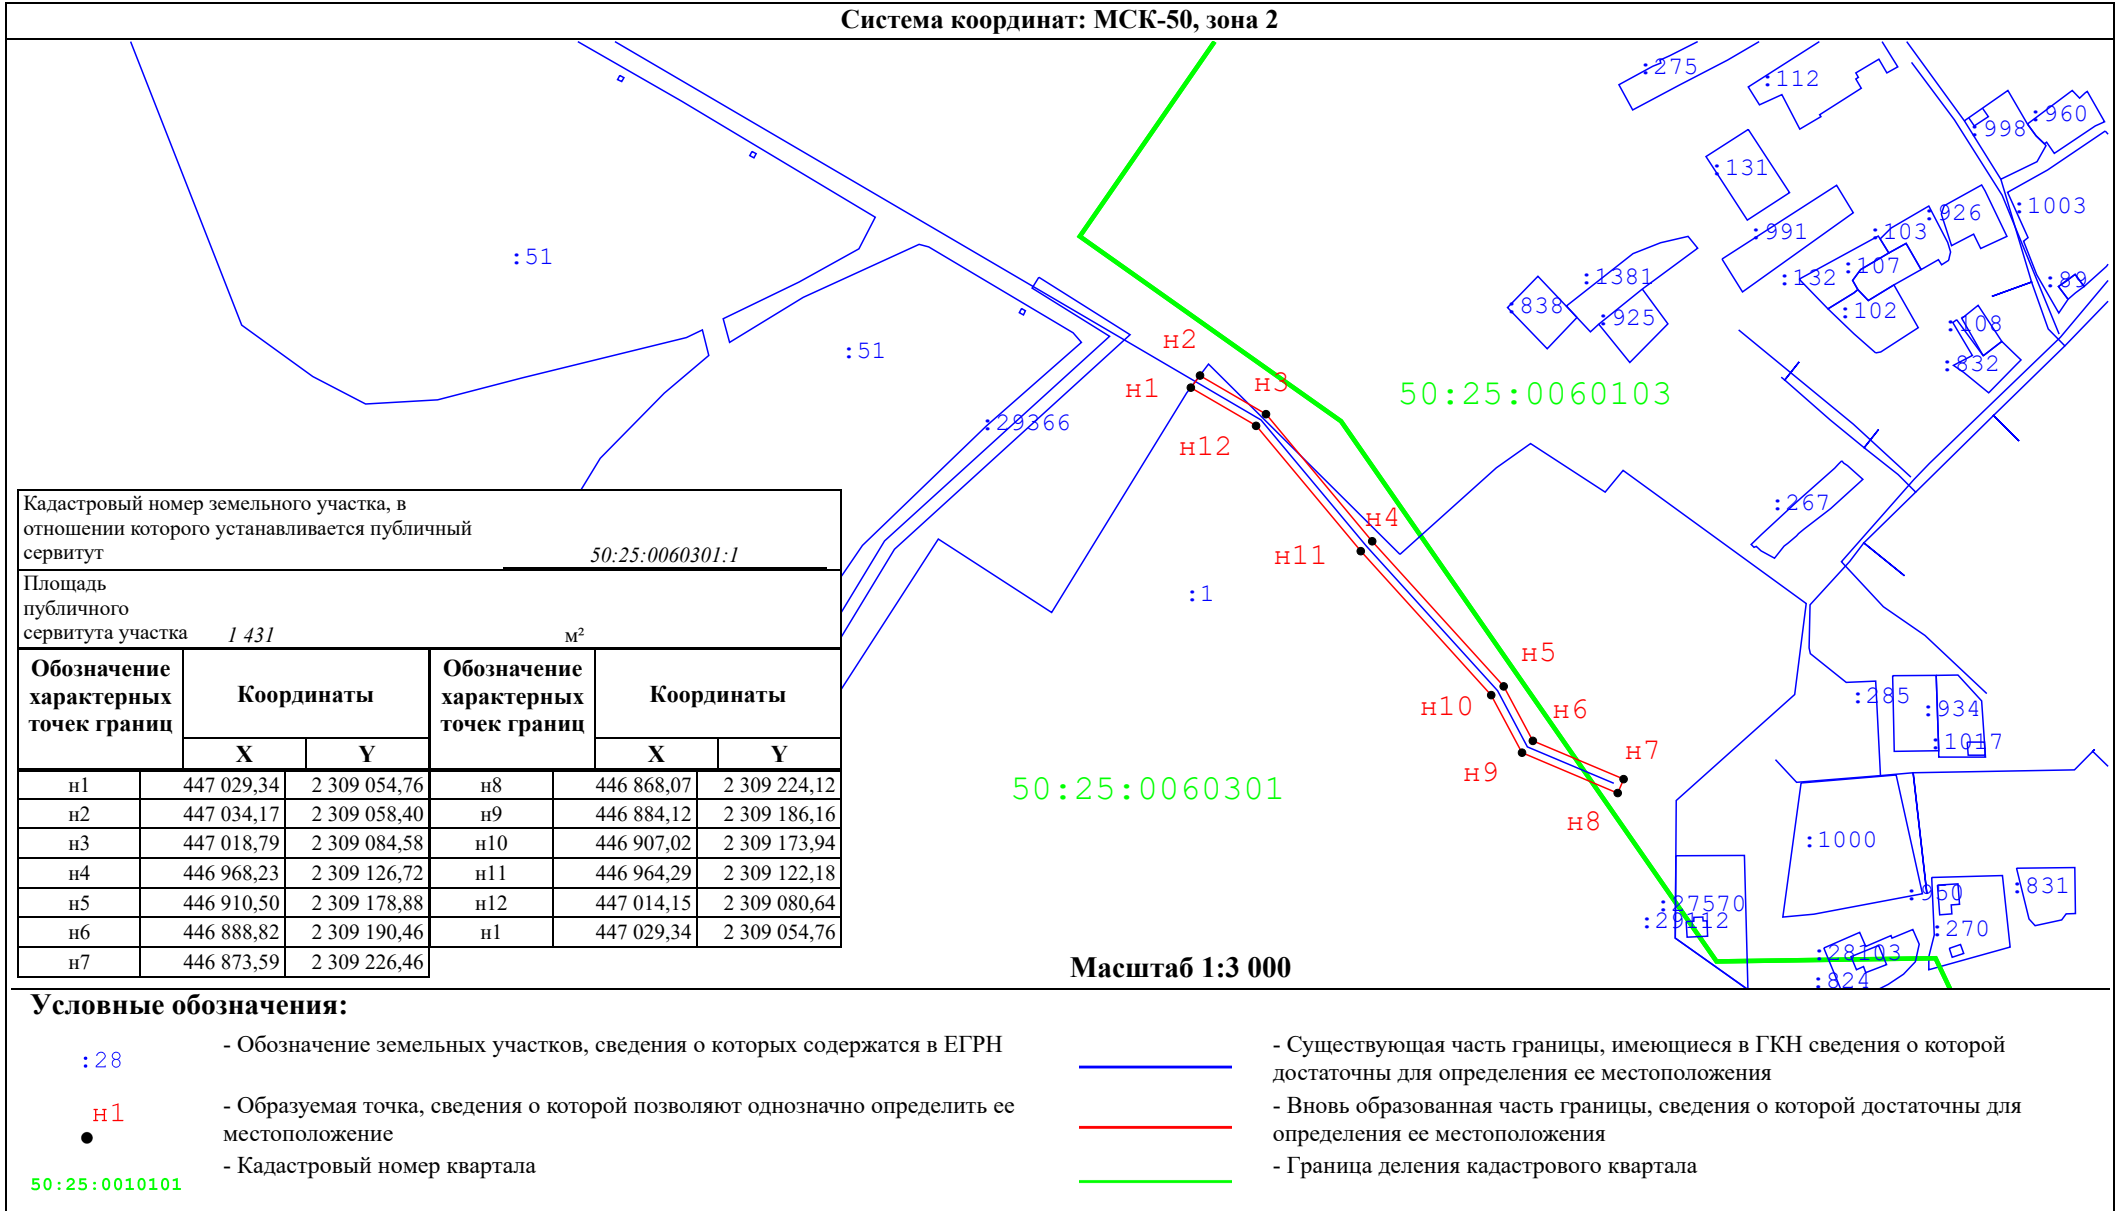 Система координат: МСК-50, зона 2
:275
:112
:998
:960
:131
:1003
:926
:991
:103
:51
:107
:132
:1381
:89
:838
:925
:102
:108
:51
н2
:832
н1
н3
50:25:0060103
:29366
н12
:267
н4
н11
:1
н5
н10
н6
:285
:934
:1017
н7
н9
50:25:0060301
н8
:1000
:950
:831
:27570
:29112
:270
:28103
:824
Кадастровый номер земельного участка, в
отношении которого устанавливается публичный
сервитут 50:25:0060301:1
Площадь
публичного
сервитута участка 1 431 м²
Обозначение характерных точек границ Координаты Обозначение характерных точек границ Координаты
X Y X Y
н1 447 029,34 2 309 054,76 н8 446 868,07 2 309 224,12
н2 447 034,17 2 309 058,40 н9 446 884,12 2 309 186,16
н3 447 018,79 2 309 084,58 н10 446 907,02 2 309 173,94
н4 446 968,23 2 309 126,72 н11 446 964,29 2 309 122,18
н5 446 910,50 2 309 178,88 н12 447 014,15 2 309 080,64
н6 446 888,82 2 309 190,46 н1 447 029,34 2 309 054,76
н7 446 873,59 2 309 226,46
Масштаб 1:3 000
Условные обозначения:
:28 - Обозначение земельных участков, сведения о которых содержатся в ЕГРН
н1 - Образуемая точка, сведения о которой позволяют однозначно определить ее
местоположение
50:25:0010101 - Кадастровый номер квартала
- Существующая часть границы, имеющиеся в ГКН сведения о которой
достаточны для определения ее местоположения
- Вновь образованная часть границы, сведения о которой достаточны для
определения ее местоположения
- Граница деления кадастрового квартала